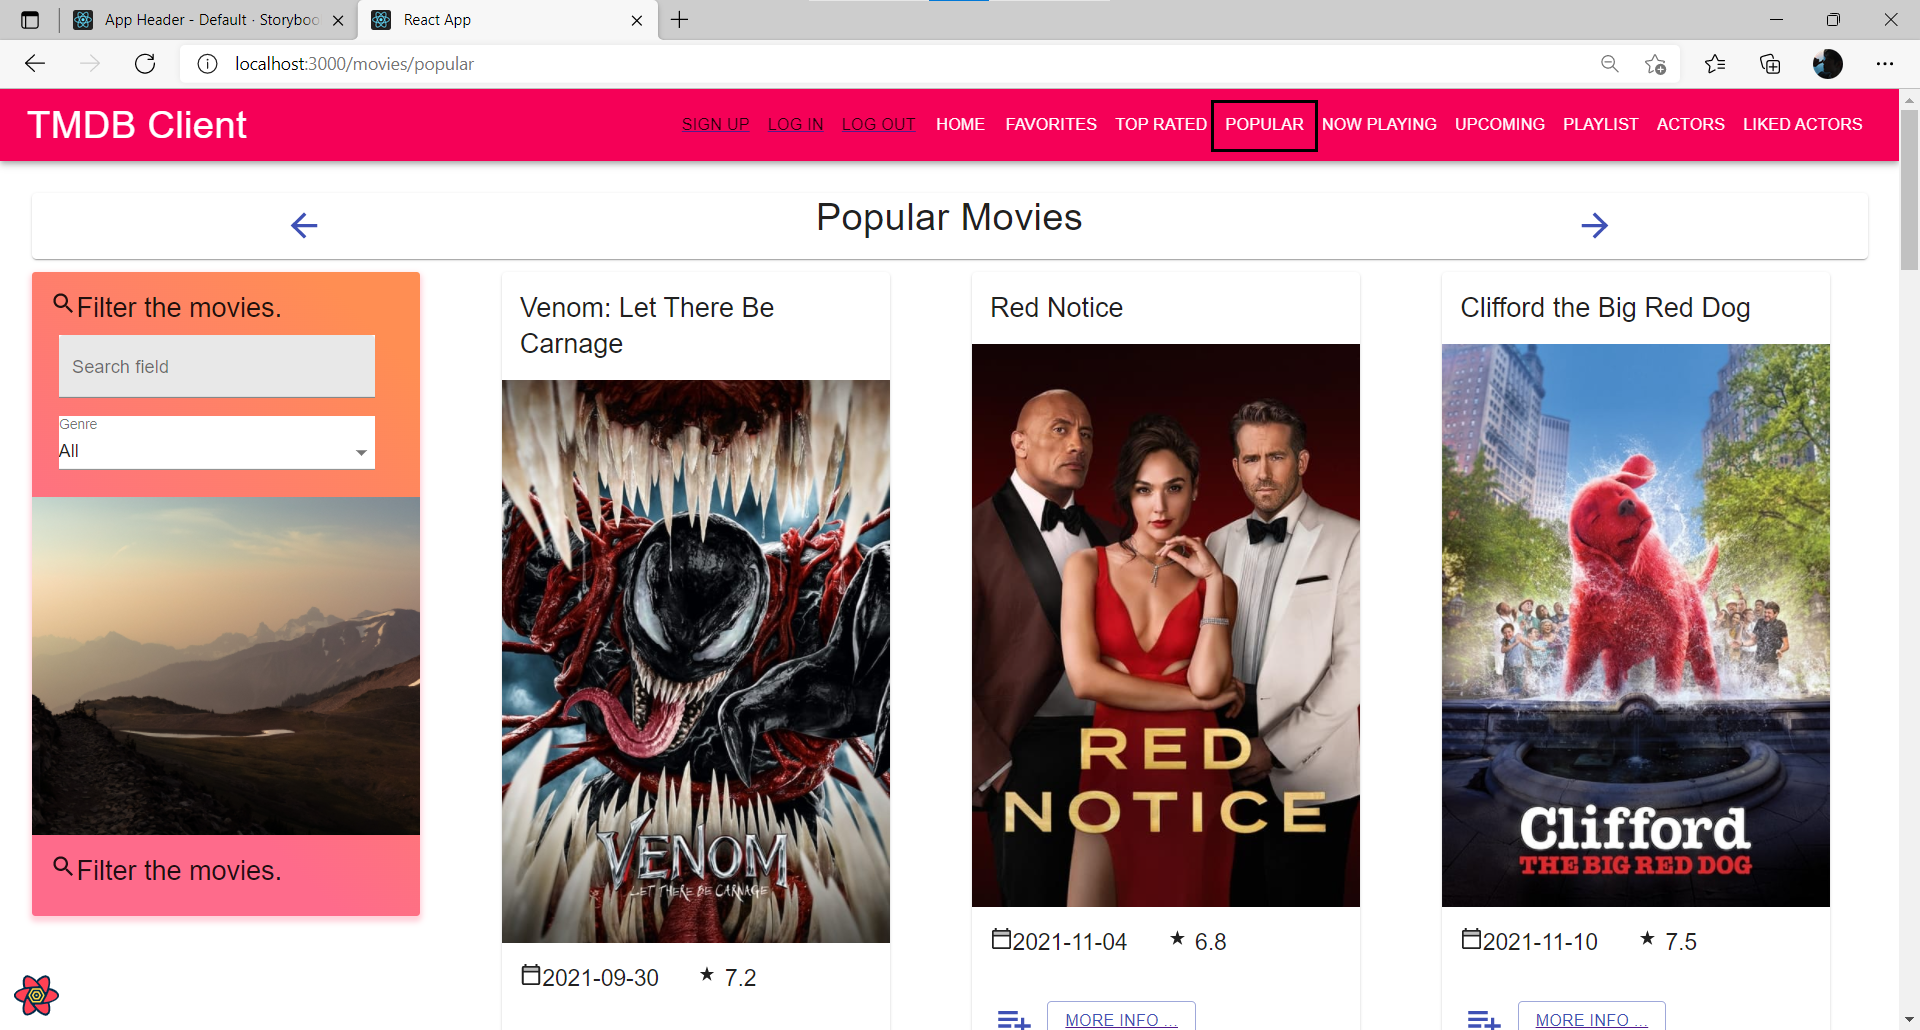 App Header - Default · Storyboo
React App
localhost:3000/movies/popular
TMDB Client
SIGN UP LOG IN LOG OUT HOME FAVORITES TOP RATED POPULAR NOW PLAYING UPCOMING PLAYLIST ACTORS LIKED ACTORS
Popular Movies
Filter the movies.
Search field
Genre
All
Filter the movies.
Venom: Let There Be
Carnage
VENOM
LET THERE BE CARNAGE
2021-09-30 7.2
Red Notice
RED
NOTICE
2021-11-04 6.8
MORE INFO ...
Clifford the Big Red Dog
Clifford
THE BIG RED DOG
2021-11-10 7.5
MORE INFO ...